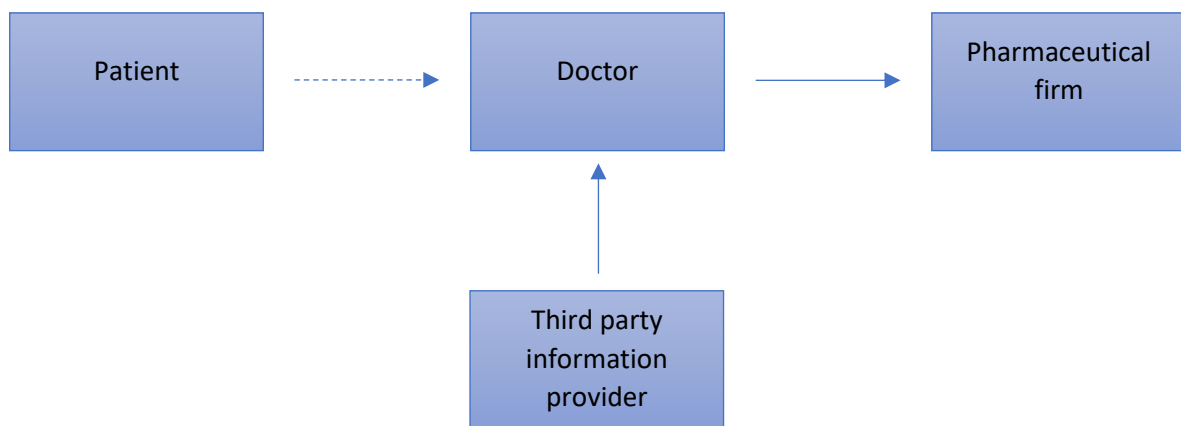 Patient
Doctor
Pharmaceutical
firm
Third party
information
provider